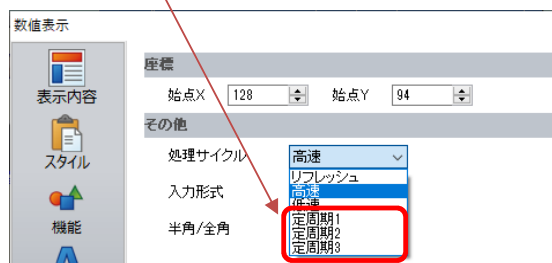 数値表示
表示内容
スタイル
機能
座標
始点X 128 始点Y 94
その他
処理サイクル 高速
リフレッシュ
高速
低速
定周期1
定周期2
定周期3
入力形式
半角/全角